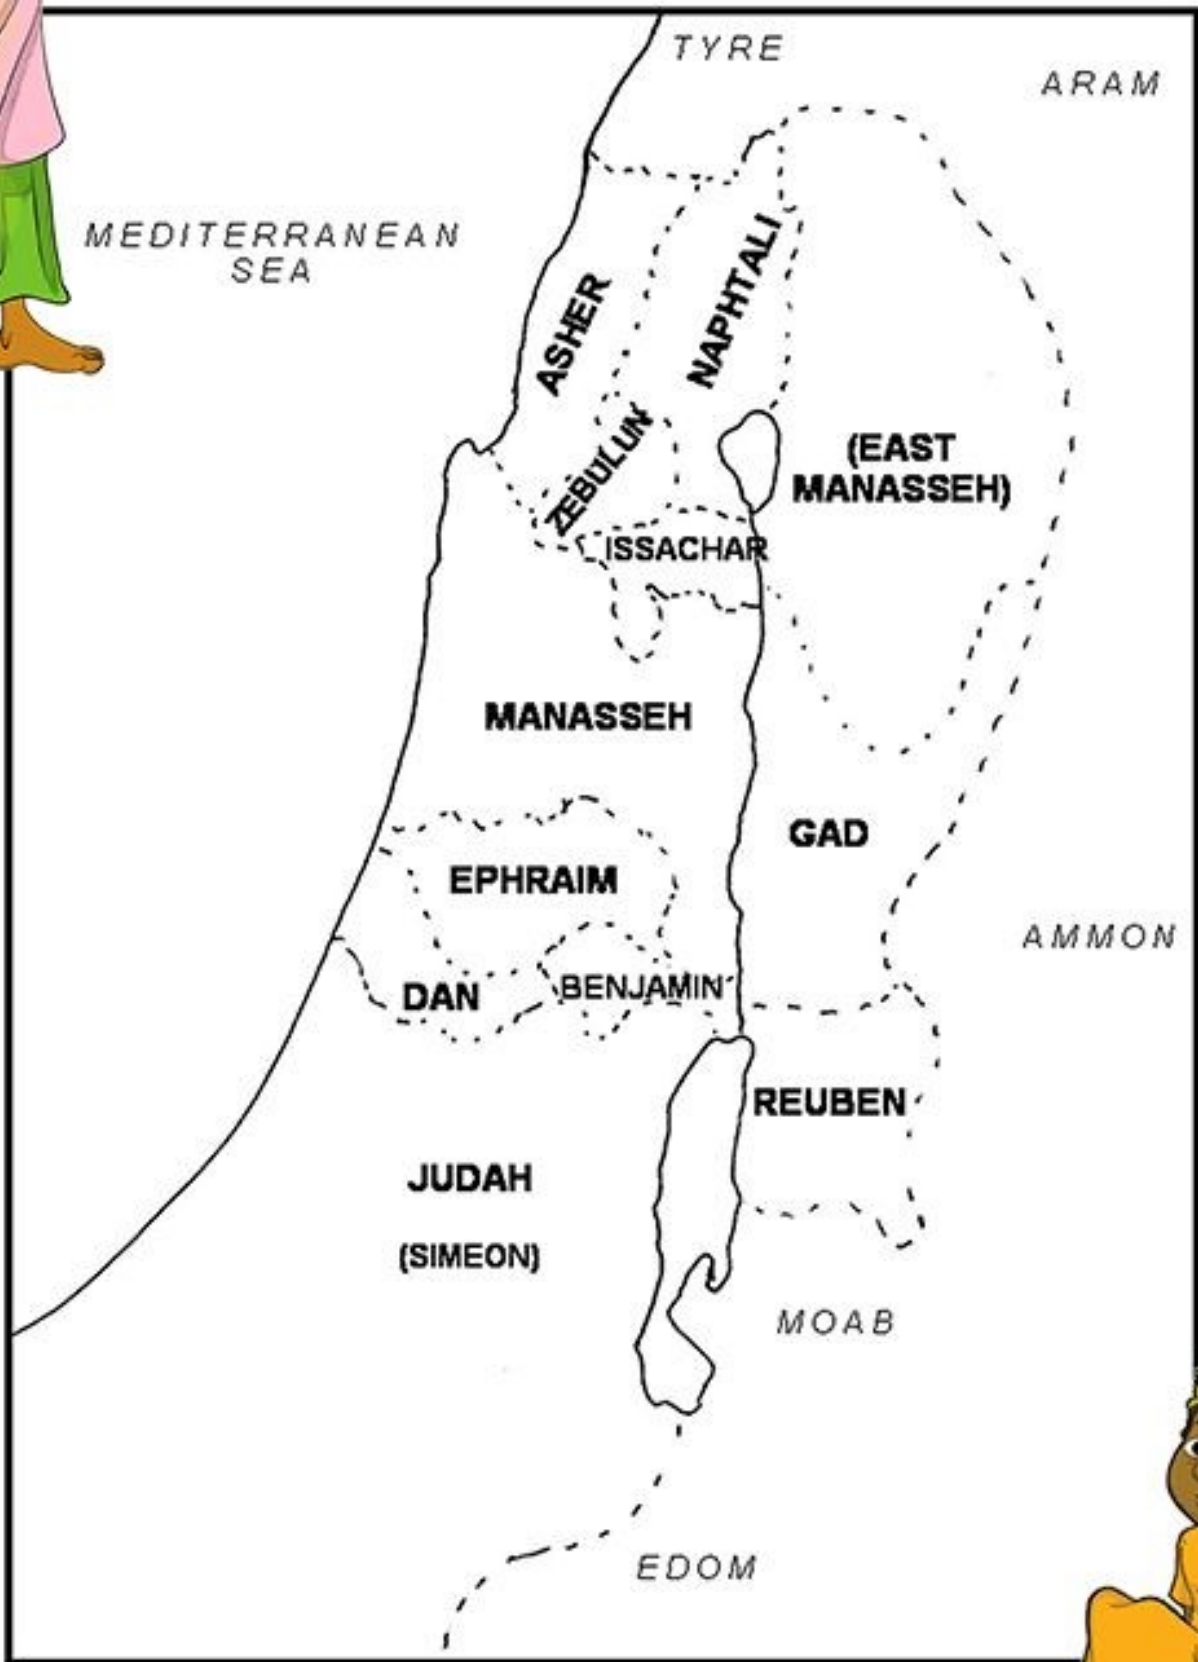 TYRE
ARAM
MEDITERRANEAN
SEA
NAPHTALI
ASHER
ZEBULUN
(EAST
MANASSEH)
ISSACHAR
MANASSEH
GAD
EPHRAIM
AMMON
BENJAMIN
DAN
REUBEN
JUDAH
(SIMEON)
MOAB
EDOM